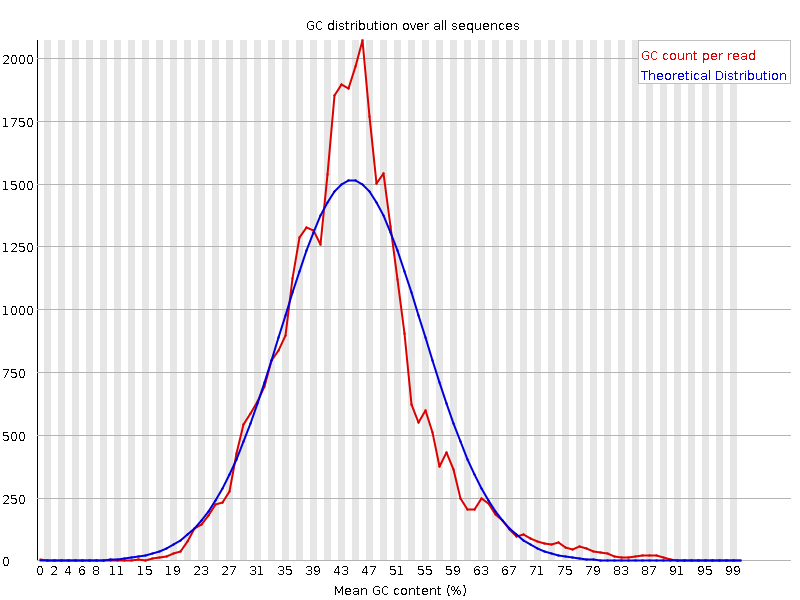 GC distribution over all sequences
GC count per read
Theoretical Distribution
2000
1750
1500
1250
1000
750
500
250
0
0 2 4 6 8 11 15 19 23 27 31 35 39 43 47 51 55 59 63 67 71 75 79 83 87 91 95 99
Mean GC content (%)